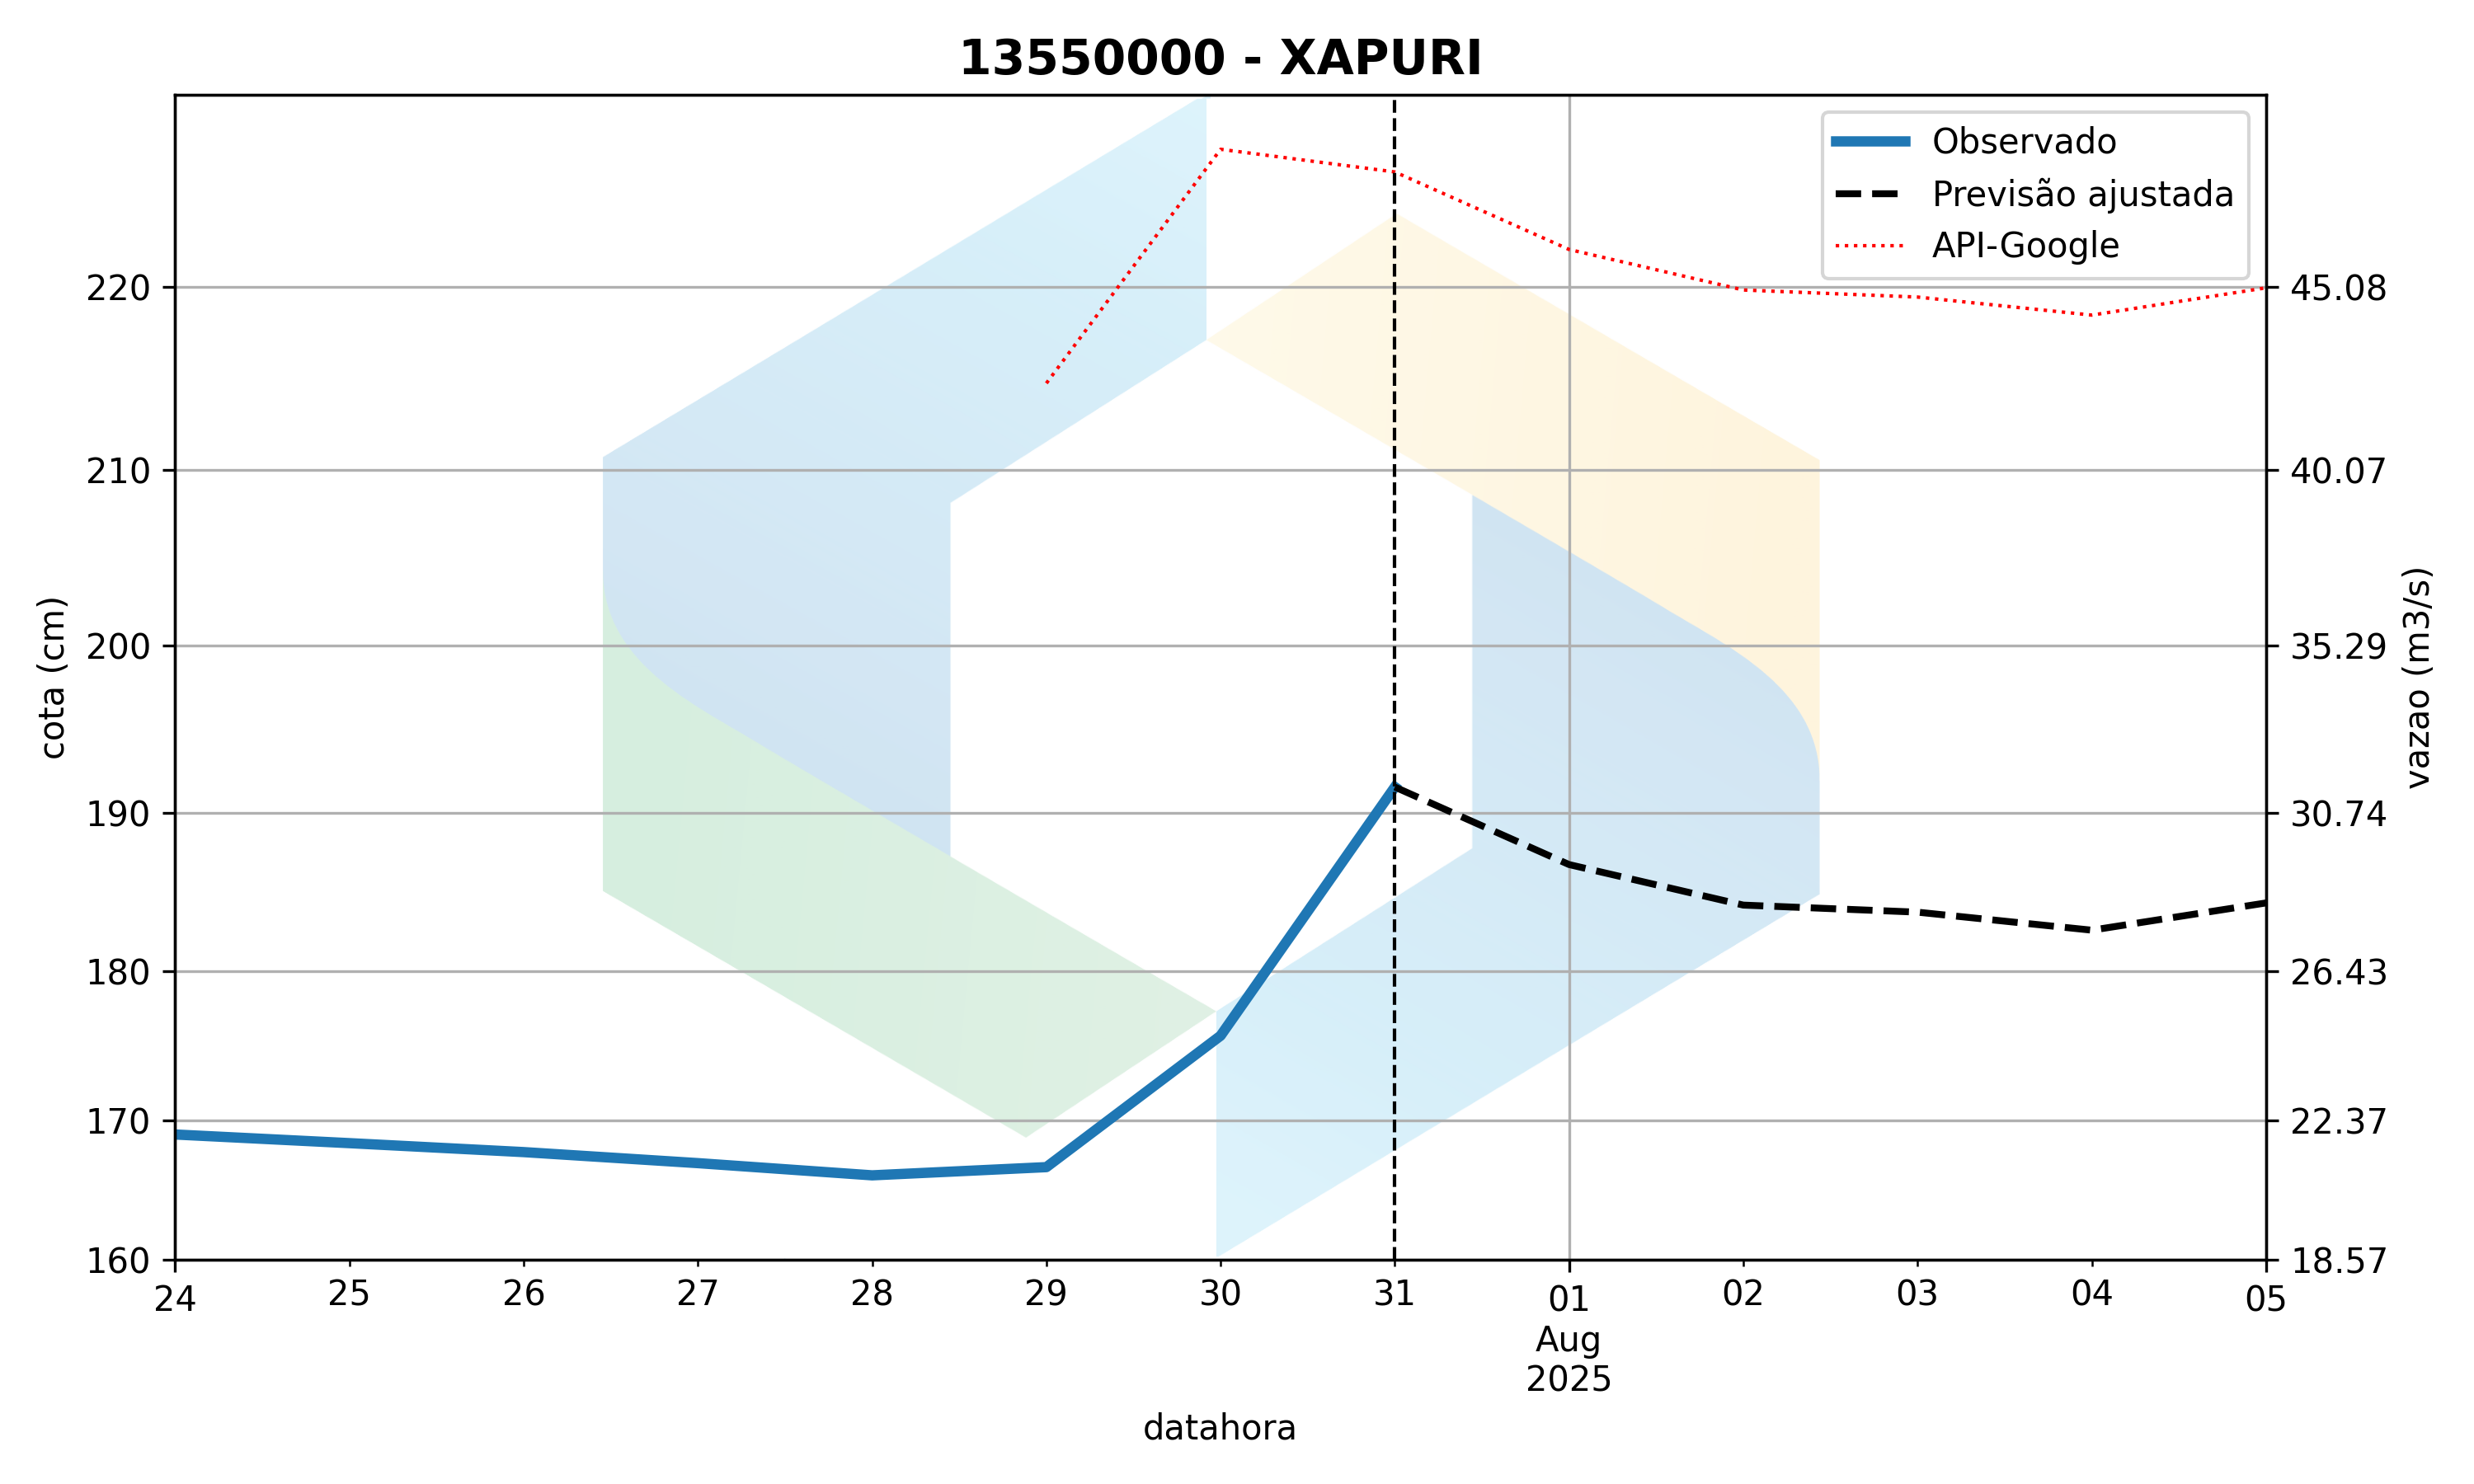 13550000 - XAPURI
Observado
Previsão ajustada
API-Google
220
210
200
190
180
170
160
cota (cm)
45.08
40.07
35.29
30.74
26.43
22.37
18.57
vazao (m3/s)
24 25 26 27 28 29 30 31 01 02 03 04 05
Aug
2025
datahora